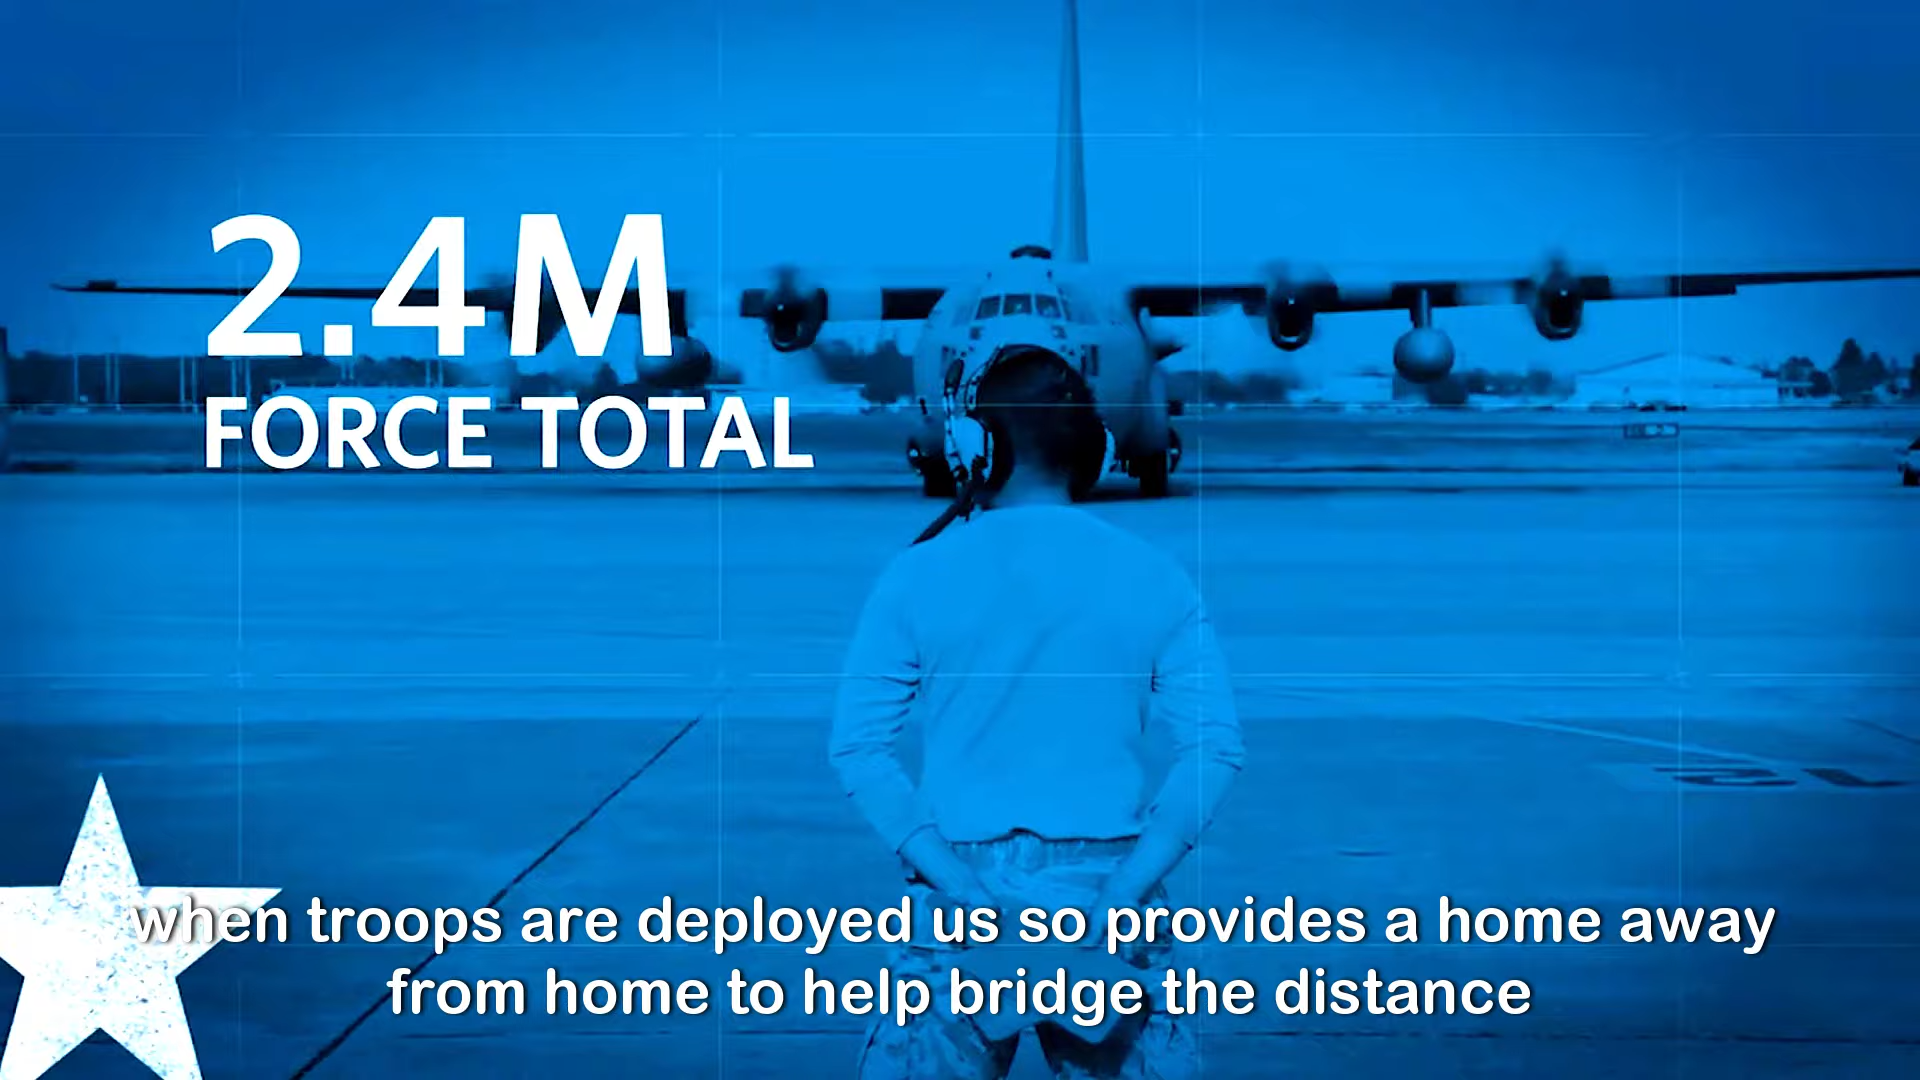 2.4M
FORCE TOTAL
when troops are deployed us so provides a home away
from home to help bridge the distance